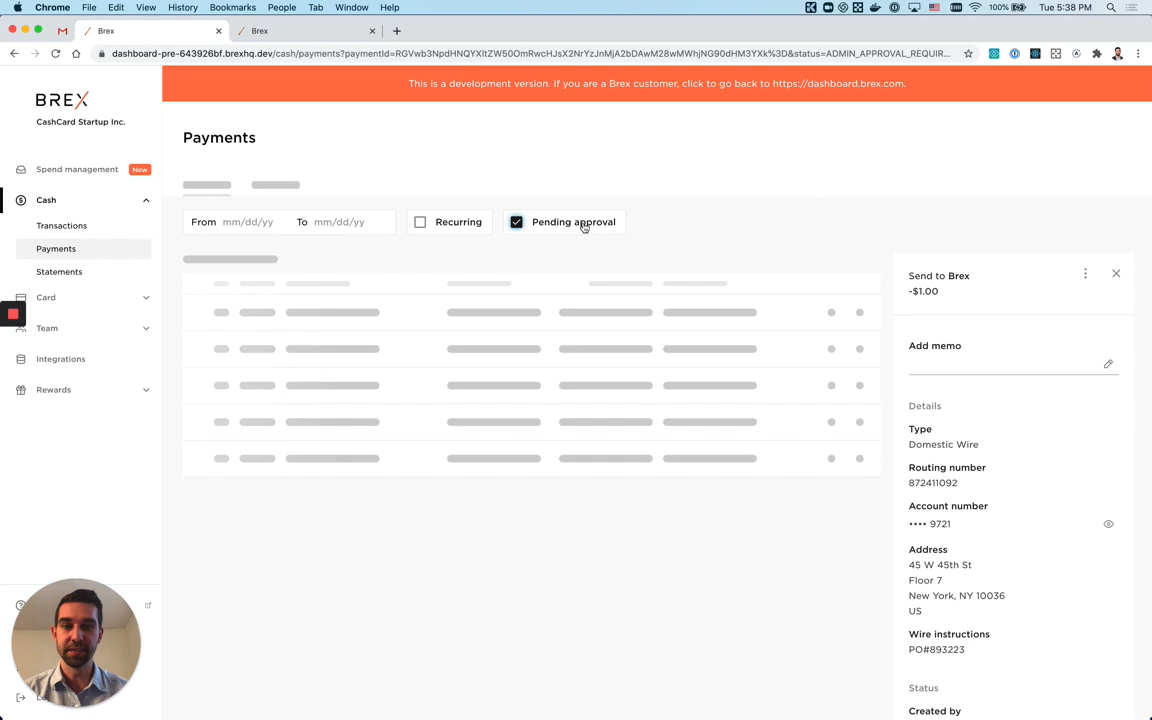 Chrome File Edit View History Bookmarks People Tab Window Help
100% Tue 5:38 PM
Brex
Brex
dashboard-pre-643926bf.brexhq.dev/cash/payments?paymentId=RGVwb3NpdHNQYXltZW50OmRwcHJsX2NrYzJnMjA2bDAwM28wMWhjNG90dHM3YXk%3D&status=ADMIN_APPROVAL_REQUIR...
This is a development version. If you are a Brex customer, click to go back to https://dashboard.brex.com.
BREX
CashCard Startup Inc.
Spend management New
Cash
Transactions
Payments
Statements
Card
Team
Integrations
Rewards
Payments
From mm/dd/yy To mm/dd/yy
Recurring
Pending approval
Send to Brex
-$1.00
Add memo
Details
Type
Domestic Wire
Routing number
872411092
Account number
•••• 9721
Address
45 W 45th St
Floor 7
New York, NY 10036
US
Wire instructions
PO#893223
Status
Created by